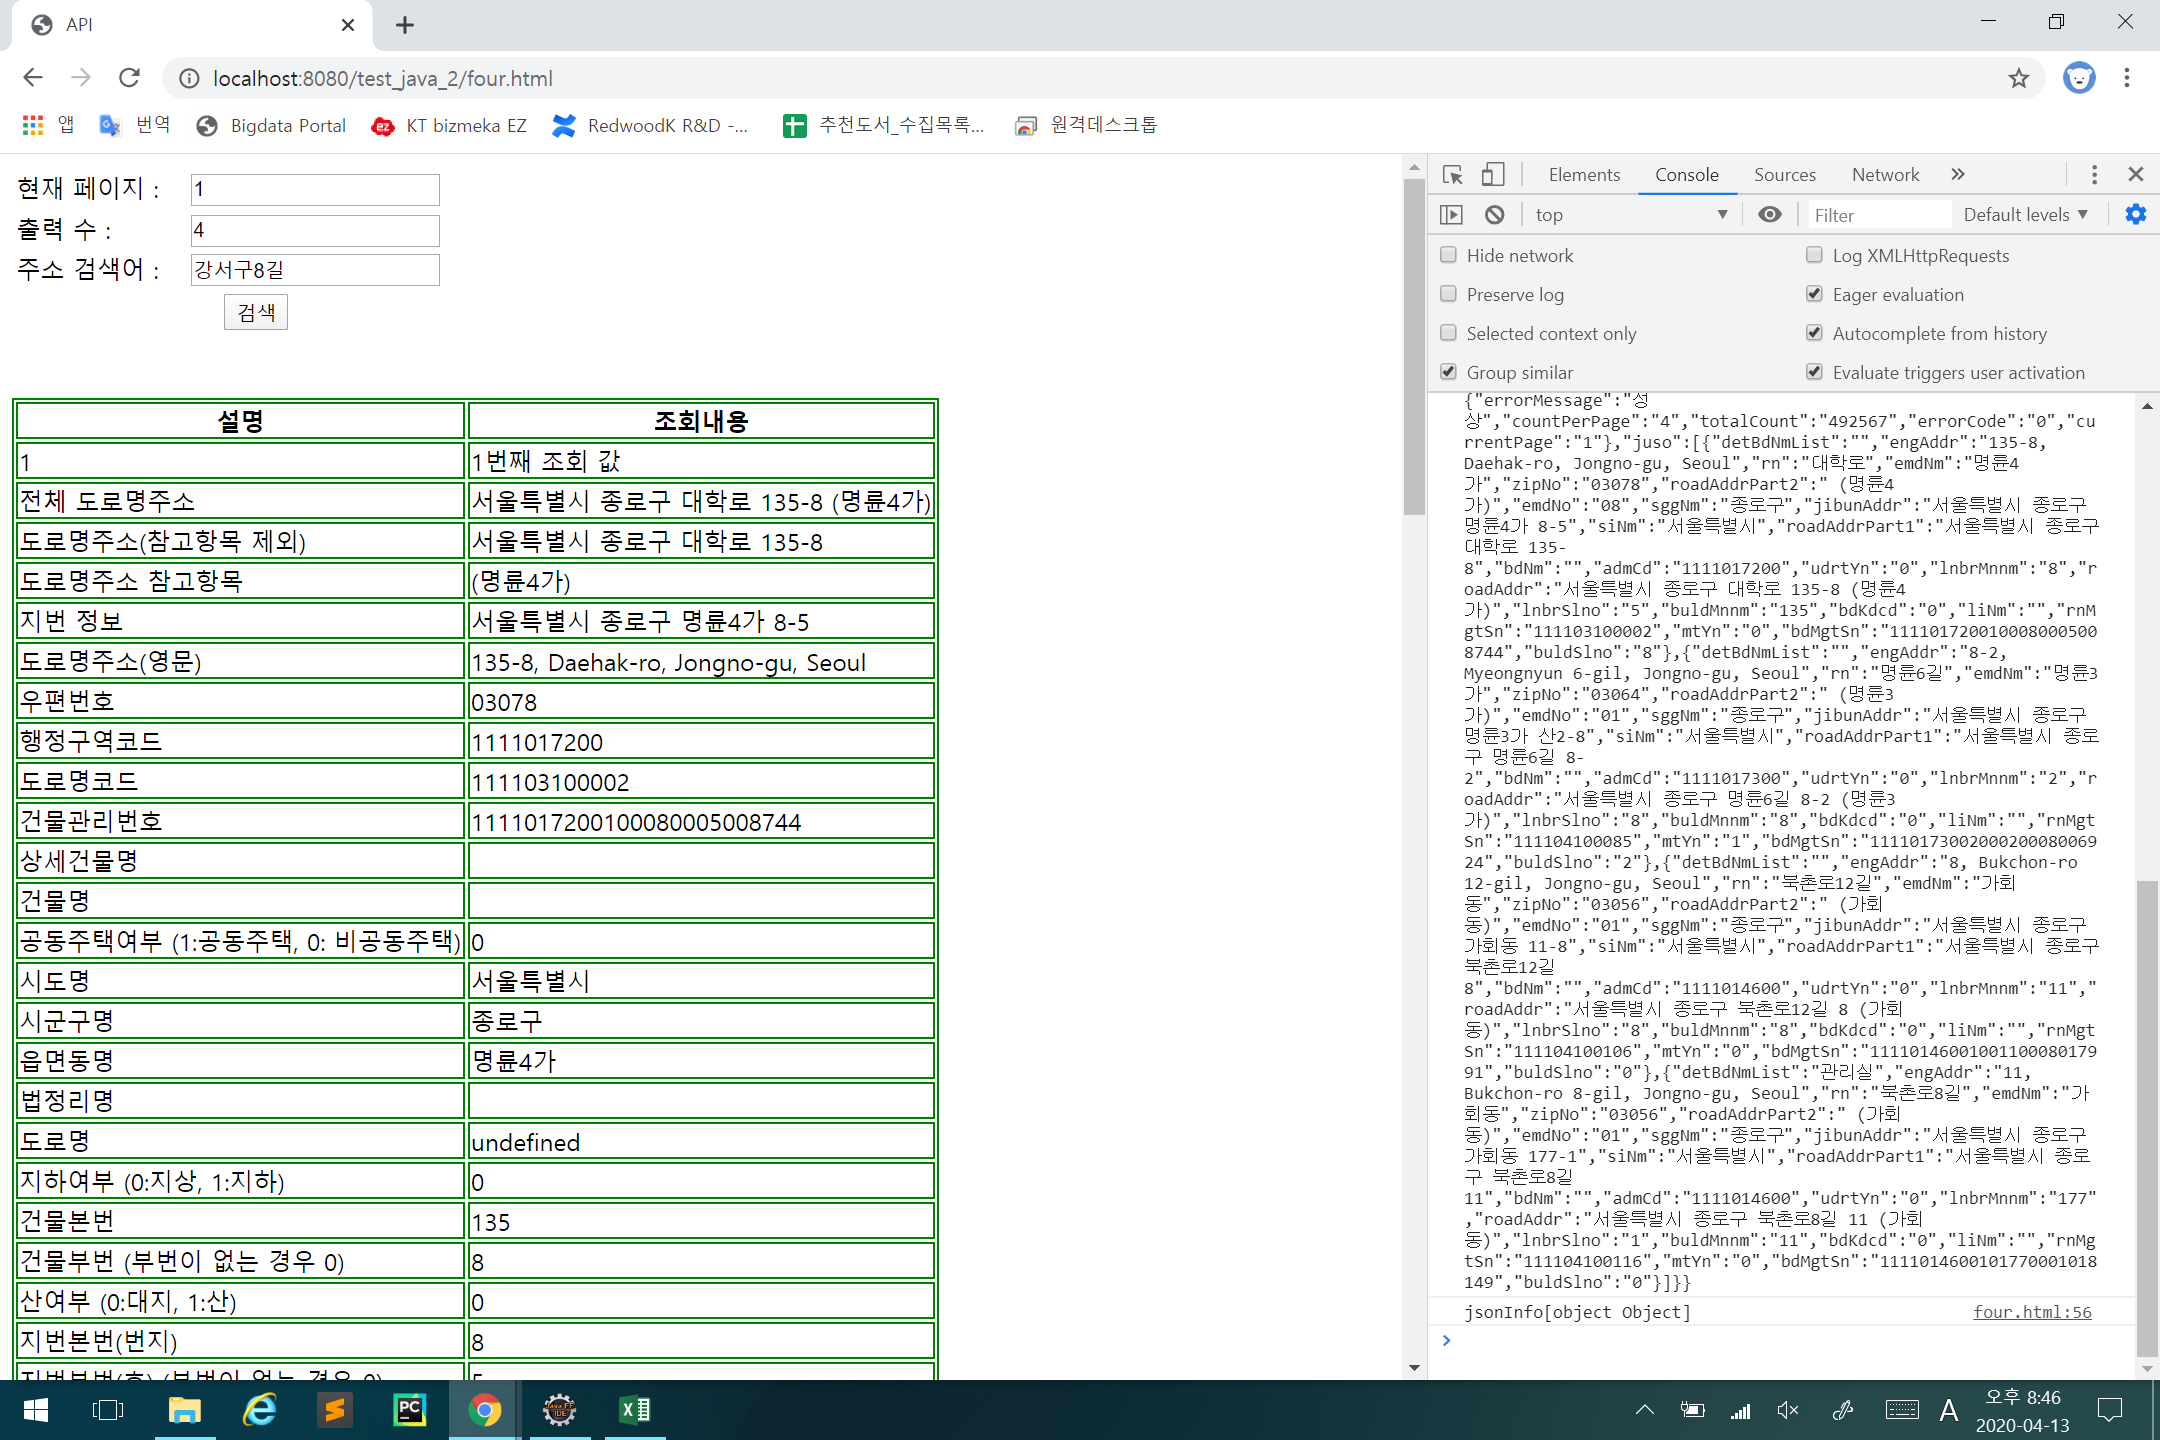 API
localhost:8080/test_java_2/four.html
앱 번역 Bigdata Portal KT bizmeka EZ RedwoodK R&D -... 추천도서_수집목록... 원격데스크톱
현재 페이지 : 1
출력 수 : 4
주소 검색어 : 강서구8길
검색
설명 조회내용
1 1번째 조회 값
전체 도로명주소 서울특별시 종로구 대학로 135-8 (명륜4가)
도로명주소(참고항목 제외) 서울특별시 종로구 대학로 135-8
도로명주소 참고항목 (명륜4가)
지번 정보 서울특별시 종로구 명륜4가 8-5
도로명주소(영문) 135-8, Daehak-ro, Jongno-gu, Seoul
우편번호 03078
행정구역코드 1111017200
도로명코드 111103100002
건물관리번호 1111017200100080005008744
상세건물명
건물명
공동주택여부 (1:공동주택, 0: 비공동주택) 0
시도명 서울특별시
시군구명 종로구
읍면동명 명륜4가
법정리명
도로명 undefined
지하여부 (0:지상, 1:지하) 0
건물본번 135
건물부번 (부번이 없는 경우 0) 8
산여부 (0:대지, 1:산) 0
지번본번(번지) 8
지번부번(호) (부번이 없는 경우 0) 5
Elements Console Sources Network »
top Filter Default levels
Hide network Log XMLHttpRequests
Preserve log Eager evaluation
Selected context only Autocomplete from history
Group similar Evaluate triggers user activation
{"errorMessage":"정
상","countPerPage":"4","totalCount":"492567","errorCode":"0","cu
rrentPage":"1"},"juso":[{"detBdNmList":"","engAddr":"135-8,
Daehak-ro, Jongno-gu, Seoul","rn":"대학로","emdNm":"명륜4
가","zipNo":"03078","roadAddrPart2":" (명륜4
가)","emdNo":"08","sggNm":"종로구","jibunAddr":"서울특별시 종로구
명륜4가 8-5","siNm":"서울특별시","roadAddrPart1":"서울특별시 종로구
대학로 135-
8","bdNm":"","admCd":"1111017200","udrtYn":"0","lnbrMnnm":"8","r
oadAddr":"서울특별시 종로구 대학로 135-8 (명륜4
가)","lnbrSlno":"5","buldMnnm":"135","bdKdcd":"0","liNm":"","rnM
gtSn":"111103100002","mtYn":"0","bdMgtSn":"111101720010008000500
8744","buldSlno":"8"},{"detBdNmList":"","engAddr":"8-2,
Myeongnyun 6-gil, Jongno-gu, Seoul","rn":"명륜6길","emdNm":"명륜3
가","zipNo":"03064","roadAddrPart2":" (명륜3
가)","emdNo":"01","sggNm":"종로구","jibunAddr":"서울특별시 종로구
명륜3가 산2-8","siNm":"서울특별시","roadAddrPart1":"서울특별시 종로
구 명륜6길 8-
2","bdNm":"","admCd":"1111017300","udrtYn":"0","lnbrMnnm":"2","r
oadAddr":"서울특별시 종로구 명륜6길 8-2 (명륜3
가)","lnbrSlno":"8","buldMnnm":"8","bdKdcd":"0","liNm":"","rnMgt
Sn":"111104100085","mtYn":"1","bdMgtSn":"11110173002000200080069
24","buldSlno":"2"},{"detBdNmList":"","engAddr":"8, Bukchon-ro
12-gil, Jongno-gu, Seoul","rn":"북촌로12길","emdNm":"가회
동","zipNo":"03056","roadAddrPart2":" (가회
동)","emdNo":"01","sggNm":"종로구","jibunAddr":"서울특별시 종로구
가회동 11-8","siNm":"서울특별시","roadAddrPart1":"서울특별시 종로구
북촌로12길
8","bdNm":"","admCd":"1111014600","udrtYn":"0","lnbrMnnm":"11","
roadAddr":"서울특별시 종로구 북촌로12길 8 (가회
동)","lnbrSlno":"8","buldMnnm":"8","bdKdcd":"0","liNm":"","rnMgt
Sn":"111104100106","mtYn":"0","bdMgtSn":"11110146001001100080179
91","buldSlno":"0"},{"detBdNmList":"관리실","engAddr":"11,
Bukchon-ro 8-gil, Jongno-gu, Seoul","rn":"북촌로8길","emdNm":"가
회동","zipNo":"03056","roadAddrPart2":" (가회
동)","emdNo":"01","sggNm":"종로구","jibunAddr":"서울특별시 종로구
가회동 177-1","siNm":"서울특별시","roadAddrPart1":"서울특별시 종로
구 북촌로8길
11","bdNm":"","admCd":"1111014600","udrtYn":"0","lnbrMnnm":"177"
,"roadAddr":"서울특별시 종로구 북촌로8길 11 (가회
동)","lnbrSlno":"1","buldMnnm":"11","bdKdcd":"0","liNm":"","rnMg
tSn":"111104100116","mtYn":"0","bdMgtSn":"1111014600101770001018
149","buldSlno":"0"}]}}
jsonInfo[object Object] four.html:56
A 오후 8:46
2020-04-13